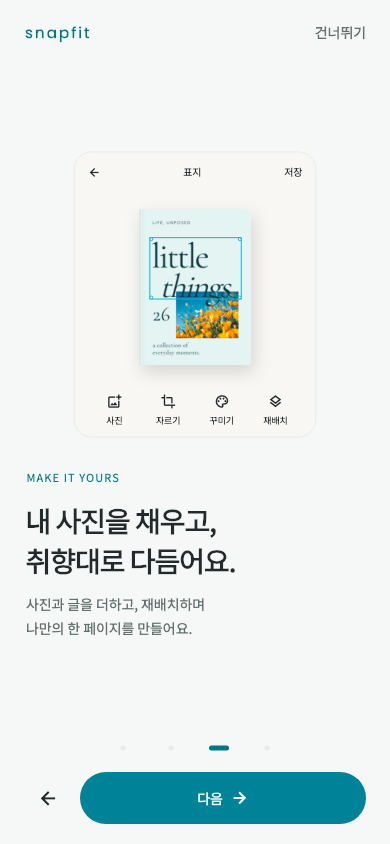 snapfit
건너뛰기
표지
저장
LIFE, UNPOSED
little
things.
26
a collection of
everyday moments.
사진
자르기
꾸미기
재배치
MAKE IT YOURS
내 사진을 채우고,
취향대로 다듬어요.
사진과 글을 더하고, 재배치하며
나만의 한 페이지를 만들어요.
다음